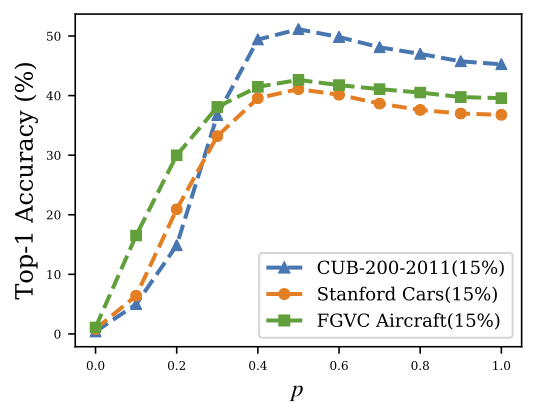 Top-1 Accuracy (%)
50
40
30
20
10
0
CUB-200-2011(15%)
Stanford Cars(15%)
FGVC Aircraft(15%)
0.0 0.2 0.4 0.6 0.8 1.0
p